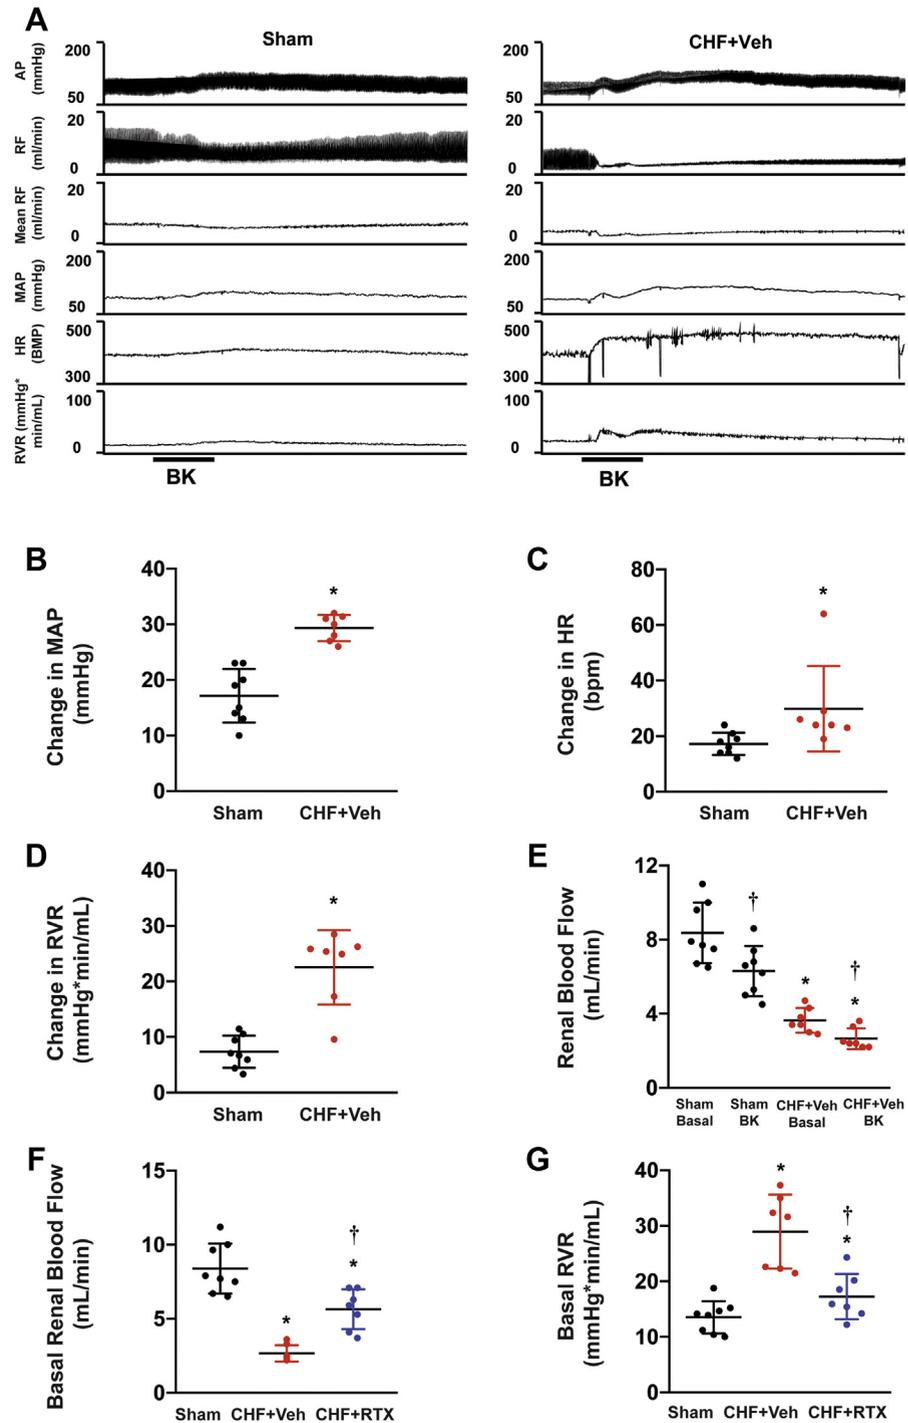 A
Sham
CHF+Veh
AP
(mmHg)
200
50
200
50
RF
(ml/min)
20
0
20
0
Mean RF
(ml/min)
20
0
20
0
MAP
(mmHg)
200
50
200
50
HR
(BMP)
500
300
500
300
RVR (mmHg*
min/mL)
100
0
100
0
BK
BK
B
Change in MAP
(mmHg)
40
30
20
10
0
*
Sham
CHF+Veh
C
Change in HR
(bpm)
80
60
40
20
0
*
Sham
CHF+Veh
D
Change in RVR
(mmHg*min/mL)
40
30
20
10
0
*
Sham
CHF+Veh
E
Renal Blood Flow
(mL/min)
12
8
4
0
†
*
†
*
Sham
Basal
Sham
BK
CHF+Veh
Basal
CHF+Veh
BK
F
Basal Renal Blood Flow
(mL/min)
15
10
5
0
*
†
*
Sham
CHF+Veh
CHF+RTX
G
Basal RVR
(mmHg*min/mL)
40
30
20
10
0
*
†
*
Sham
CHF+Veh
CHF+RTX